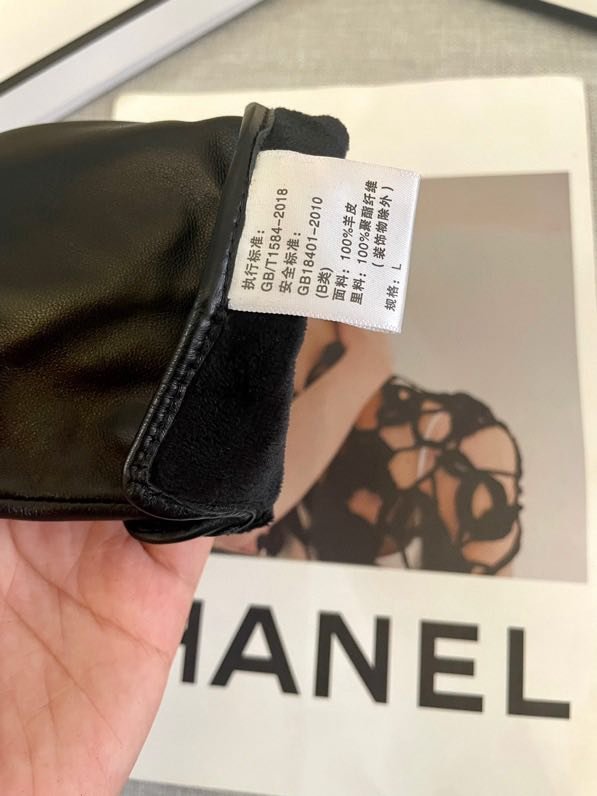 执行标准：
GB/T1584-2018
安全标准：
GB18401-2010
(B类)
面料：100%羊皮
里料：100%聚酯纤维
（装饰物除外）
规格：L
HANEL